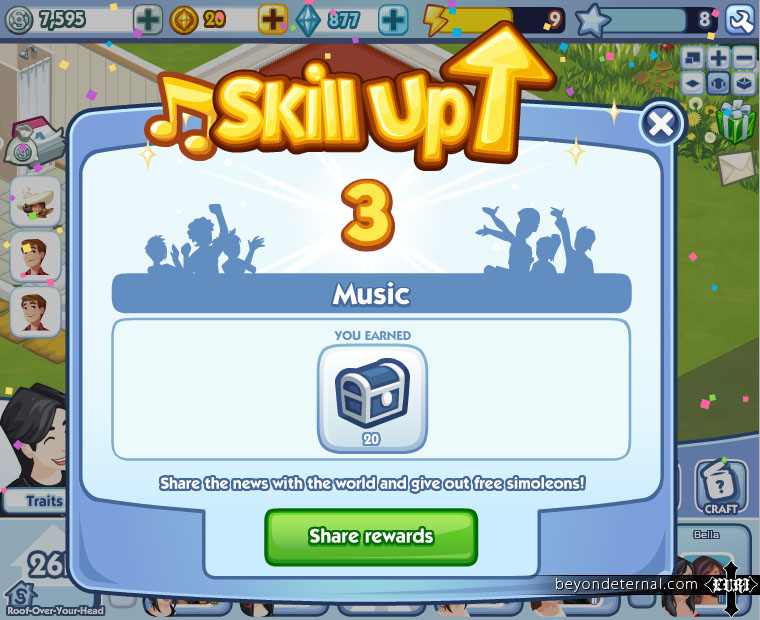 7,595
20
877
9
8
Skill Up
3
Music
YOU EARNED
20
Share the news with the world and give out free simoleons!
Share rewards
Traits
?
CRAFT
Bella
Roof-Over-Your-Head
beyondeternal.com